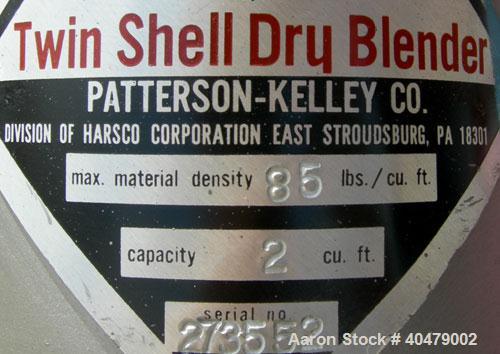 Twin Shell Dry Blender
PATTERSON-KELLEY CO.
DIVISION OF HARSCO CORPORATION EAST STROUDSBURG, PA 18301
max. material density 85 lbs./cu. ft.
capacity 2 cu. ft.
serial no.
273552
Aaron Stock # 40479002